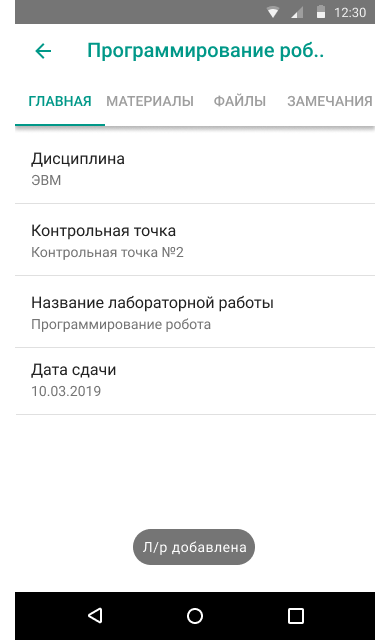 12:30
Программирование роб..
ГЛАВНАЯ МАТЕРИАЛЫ ФАЙЛЫ ЗАМЕЧАНИЯ
Дисциплина
ЭВМ
Контрольная точка
Контрольная точка №2
Название лабораторной работы
Программирование робота
Дата сдачи
10.03.2019
Л/р добавлена